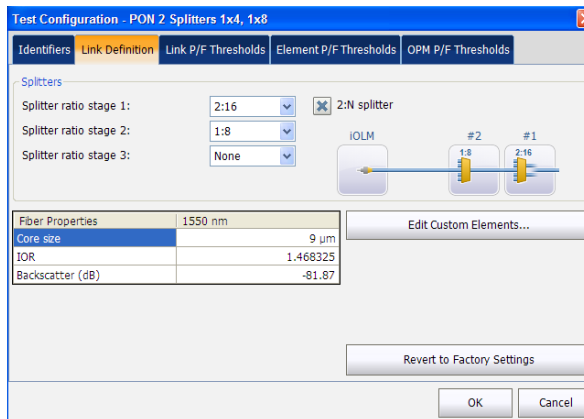 Test Configuration - PON 2 Splitters 1x4, 1x8
Identifiers Link Definition Link P/F Thresholds Element P/F Thresholds OPM P/F Thresholds
Splitters
Splitter ratio stage 1: 2:16 2:N splitter
Splitter ratio stage 2: 1:8
Splitter ratio stage 3: None
iOLM #2 #1
1:8 2:16
Fiber Properties 1550 nm
Core size 9 µm
IOR 1.468325
Backscatter (dB) -81.87
Edit Custom Elements...
Revert to Factory Settings
OK Cancel